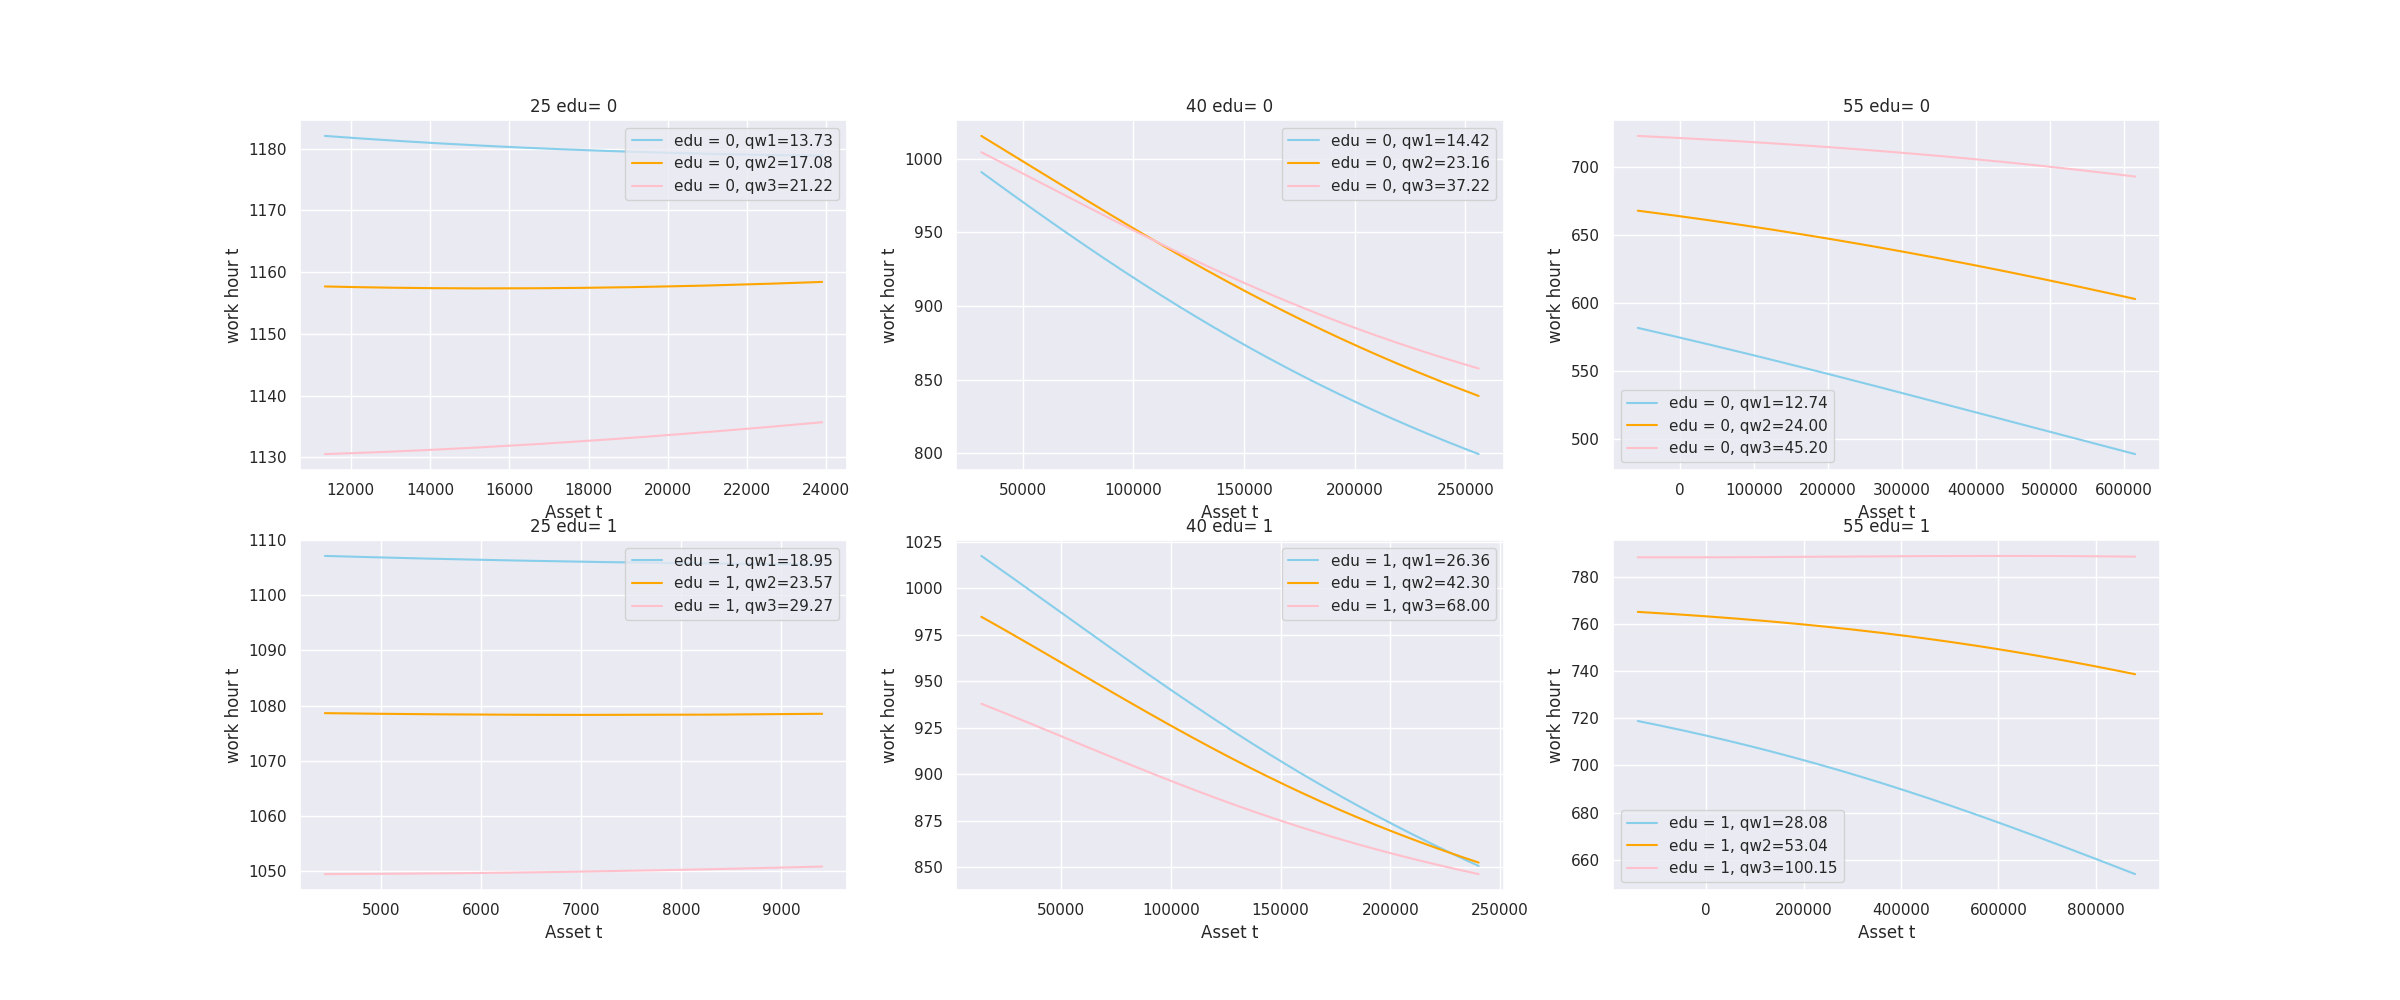 25 edu= 0
edu = 0, qw1=13.73
edu = 0, qw2=17.08
edu = 0, qw3=21.22
work hour t
1180
1170
1160
1150
1140
1130
12000 14000 16000 18000 20000 22000 24000
Asset t
40 edu= 0
edu = 0, qw1=14.42
edu = 0, qw2=23.16
edu = 0, qw3=37.22
work hour t
1000
950
900
850
800
50000 100000 150000 200000 250000
Asset t
55 edu= 0
work hour t
700
650
600
550
500
edu = 0, qw1=12.74
edu = 0, qw2=24.00
edu = 0, qw3=45.20
0 100000 200000 300000 400000 500000 600000
Asset t
25 edu= 1
edu = 1, qw1=18.95
edu = 1, qw2=23.57
edu = 1, qw3=29.27
work hour t
1110
1100
1090
1080
1070
1060
1050
5000 6000 7000 8000 9000
Asset t
40 edu= 1
edu = 1, qw1=26.36
edu = 1, qw2=42.30
edu = 1, qw3=68.00
work hour t
1025
1000
975
950
925
900
875
850
50000 100000 150000 200000 250000
Asset t
55 edu= 1
work hour t
780
760
740
720
700
680
660
edu = 1, qw1=28.08
edu = 1, qw2=53.04
edu = 1, qw3=100.15
0 200000 400000 600000 800000
Asset t